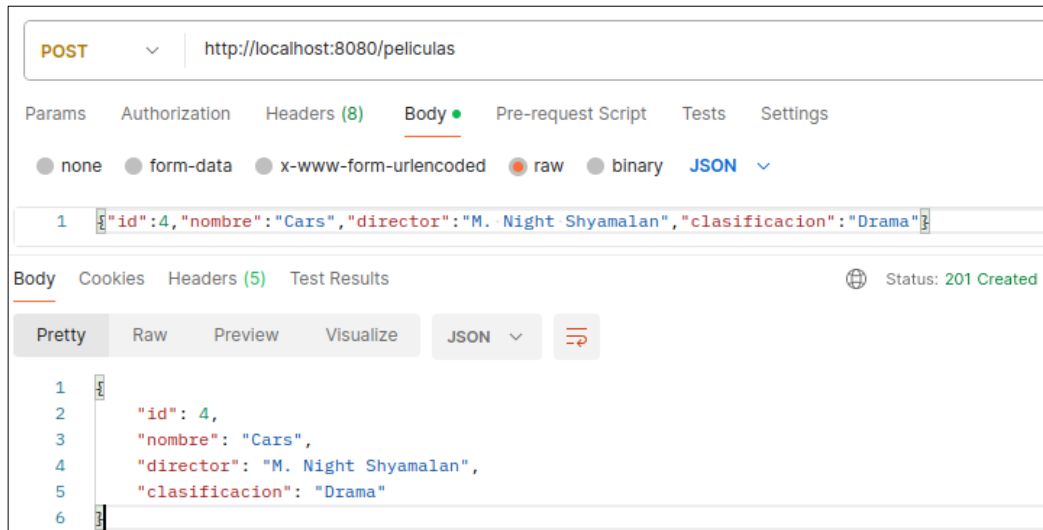 POST http://localhost:8080/peliculas
Params Authorization Headers (8) Body Pre-request Script Tests Settings
none form-data x-www-form-urlencoded raw binary JSON
1 {"id":4,"nombre":"Cars","director":"M. Night Shyamalan","clasificacion":"Drama"}
Body Cookies Headers (5) Test Results Status: 201 Created
Pretty Raw Preview Visualize JSON
1 {
2 "id": 4,
3 "nombre": "Cars",
4 "director": "M. Night Shyamalan",
5 "clasificacion": "Drama"
6 }